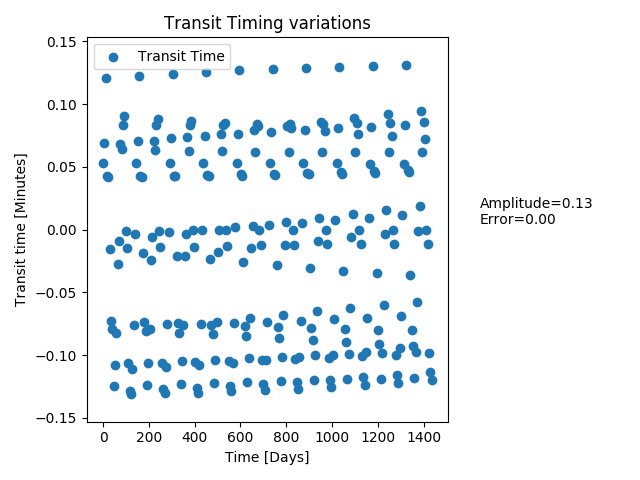 Transit Timing variations
Transit Time
0.15
0.10
0.05
0.00
−0.05
−0.10
−0.15
Transit time [Minutes]
0 200 400 600 800 1000 1200 1400
Time [Days]
Amplitude=0.13
Error=0.00